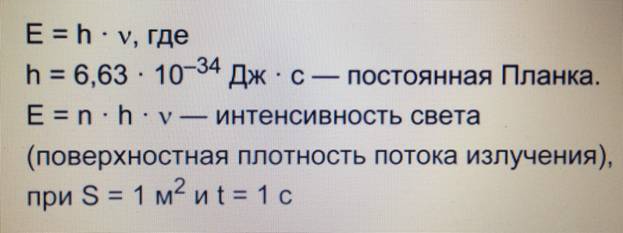 E = h · ν, где
h = 6,63 · 10⁻³⁴ Дж · с — постоянная Планка.
E = n · h · ν — интенсивность света
(поверхностная плотность потока излучения),
при S = 1 м² и t = 1 с